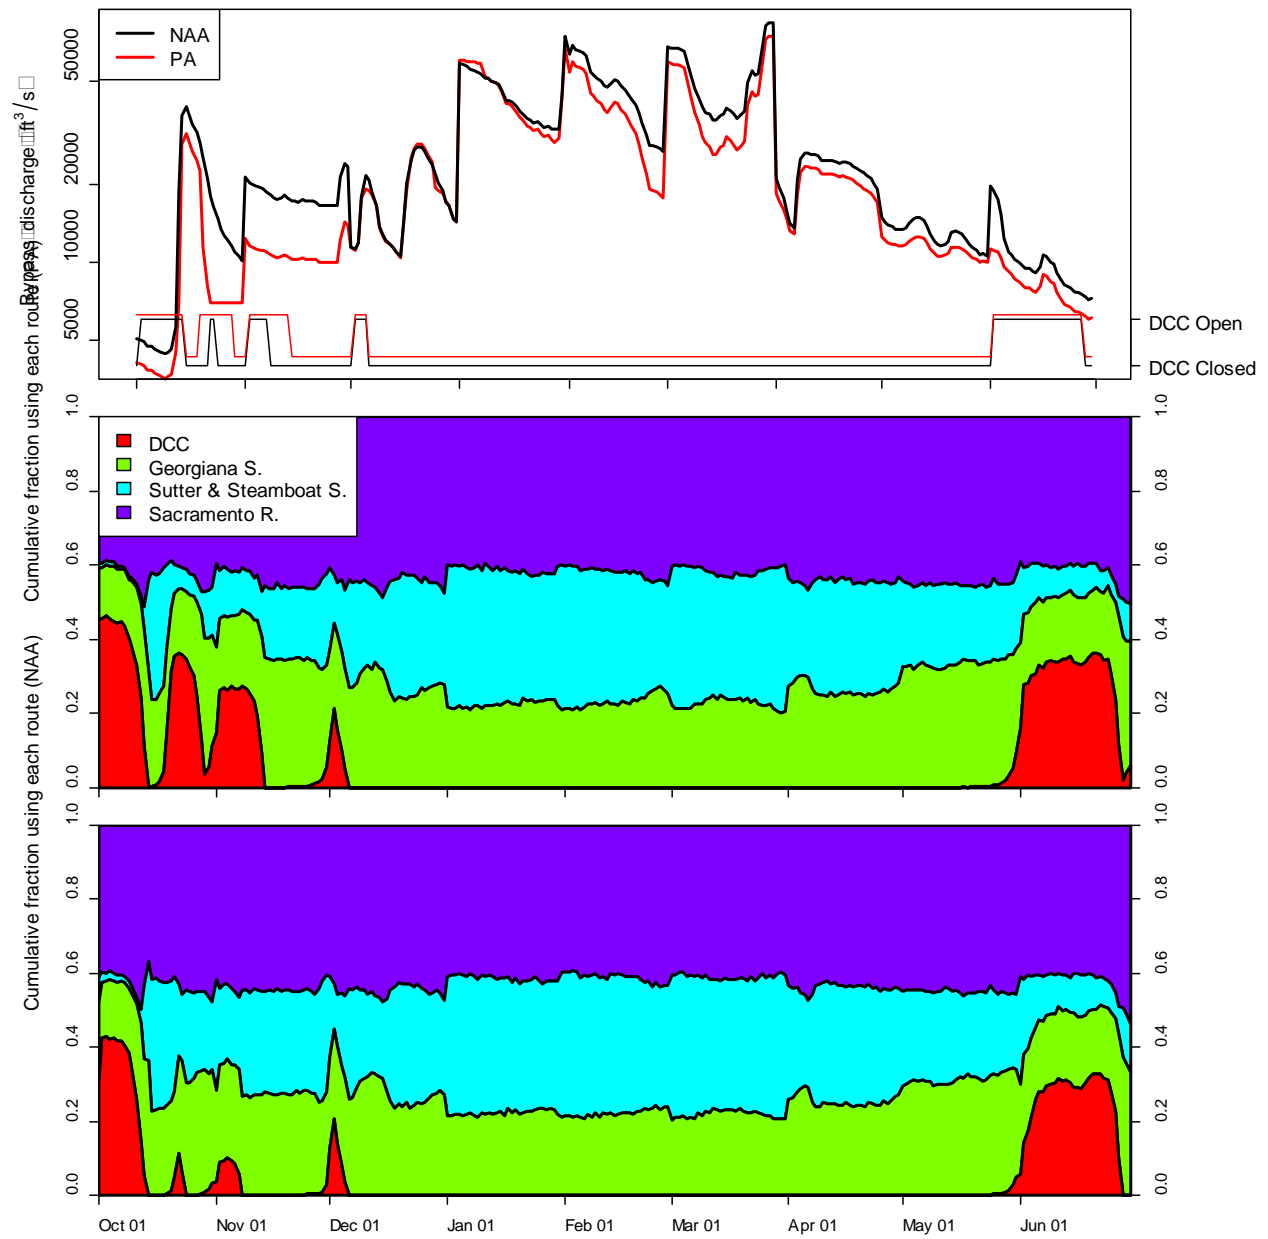 NAA
PA
50000
20000
10000
5000
Bypass discharge ft³/s
DCC Open
DCC Closed
Cumulative fraction using each route (PA)
1.0
0.8
0.6
0.4
0.2
0.0
DCC
Georgiana S.
Sutter & Steamboat S.
Sacramento R.
1.0
0.8
0.6
0.4
0.2
0.0
Cumulative fraction using each route (NAA)
1.0
0.8
0.6
0.4
0.2
0.0
1.0
0.8
0.6
0.4
0.2
0.0
Oct 01 Nov 01 Dec 01 Jan 01 Feb 01 Mar 01 Apr 01 May 01 Jun 01